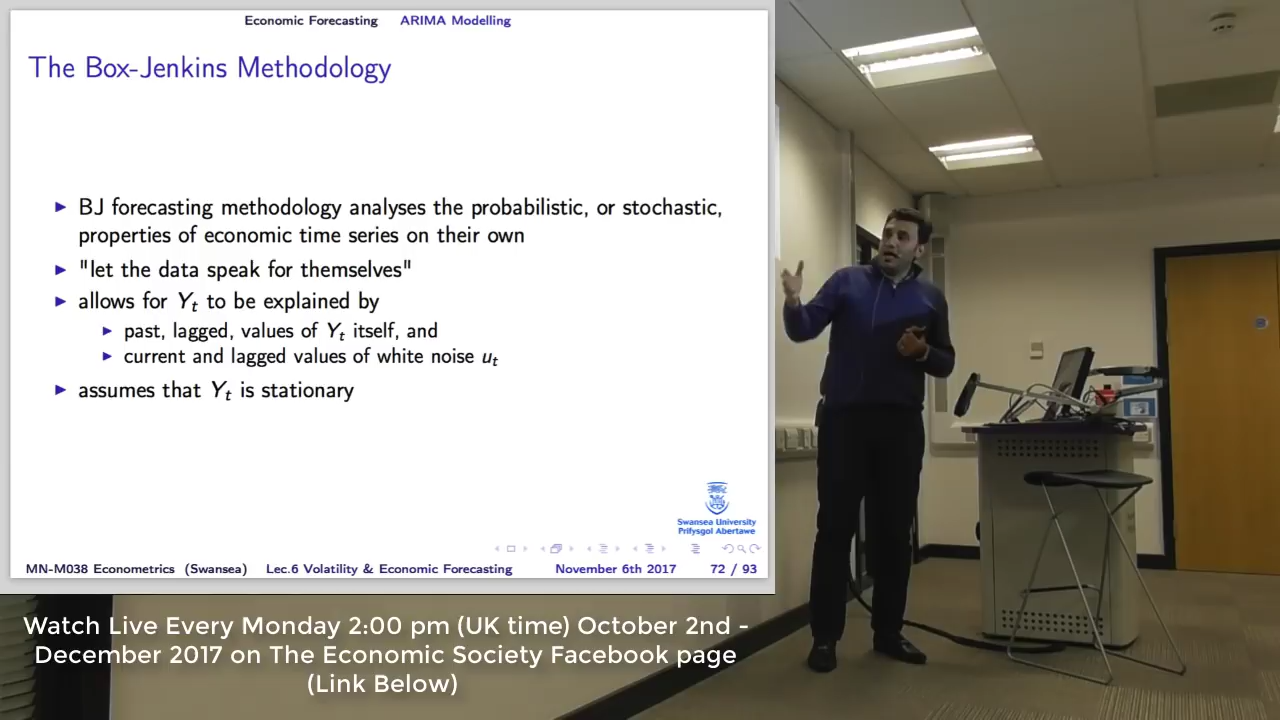 Economic Forecasting ARIMA Modelling
The Box-Jenkins Methodology
BJ forecasting methodology analyses the probabilistic, or stochastic,
properties of economic time series on their own
"let the data speak for themselves"
allows for Yt to be explained by
past, lagged, values of Yt itself, and
current and lagged values of white noise ut
assumes that Yt is stationary
Swansea University
Prifysgol Abertawe
MN-M038 Econometrics (Swansea) Lec.6 Volatility & Economic Forecasting November 6th 2017 72 / 93
Watch Live Every Monday 2:00 pm (UK time) October 2nd -
December 2017 on The Economic Society Facebook page
(Link Below)